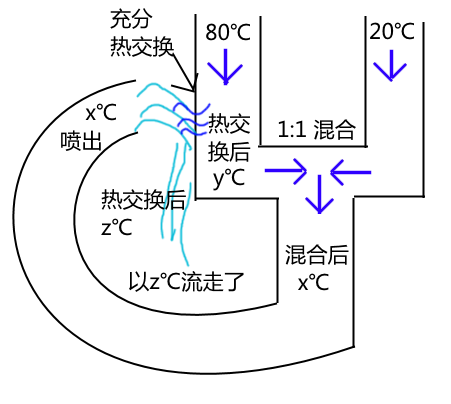 充分
热交换
80℃
20℃
x℃
喷出
热交
换后
y℃
1:1 混合
热交换后
z℃
混合后
x℃
以z℃流走了